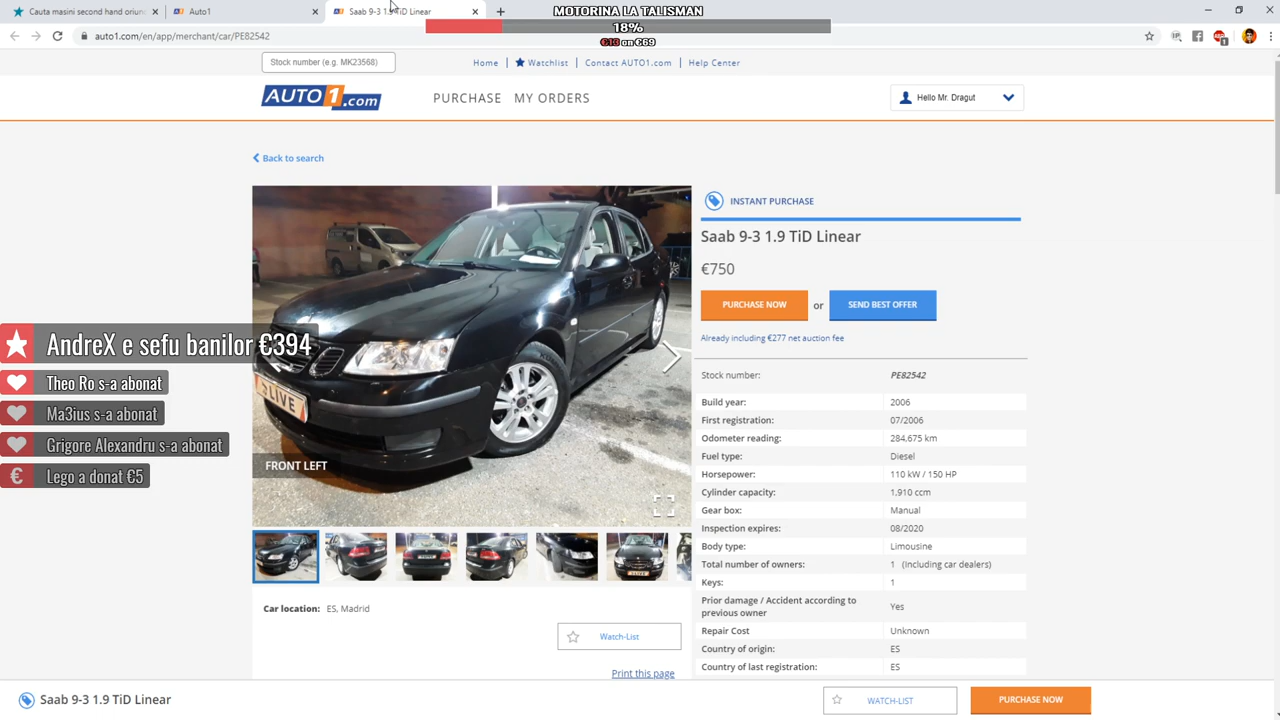 Cauta masini second hand oriun
Auto1
Saab 9-3 1.9 TiD Linear
MOTORINA LA TALISMAN
18%
€13 on €69
auto1.com/en/app/merchant/car/PE82542
Stock number (e.g. MK23568)
Home
Watchlist
Contact AUTO1.com
Help Center
AUTO1.com
PURCHASE
MY ORDERS
Hello Mr. Dragut
Back to search
INSTANT PURCHASE
Saab 9-3 1.9 TiD Linear
€750
PURCHASE NOW
or
SEND BEST OFFER
Already including €277 net auction fee
Stock number: PE82542
Build year: 2006
First registration: 07/2006
Odometer reading: 284,675 km
Fuel type: Diesel
Horsepower: 110 kW / 150 HP
Cylinder capacity: 1,910 ccm
Gear box: Manual
Inspection expires: 08/2020
Body type: Limousine
Total number of owners: 1 (Including car dealers)
Keys: 1
Prior damage / Accident according to
previous owner
Yes
Repair Cost Unknown
Country of origin: ES
Country of last registration: ES
AndreX e sefu banilor €394
Theo Ro s-a abonat
Ma3ius s-a abonat
Grigore Alexandru s-a abonat
Lego a donat €5
LIVE
FRONT LEFT
Car location: ES, Madrid
Watch-List
Print this page
Saab 9-3 1.9 TiD Linear
WATCH-LIST
PURCHASE NOW